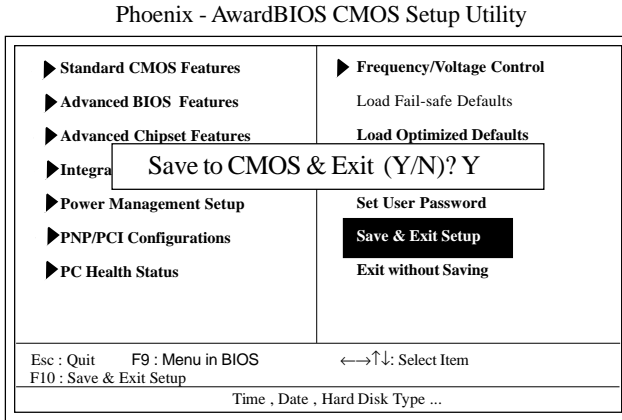 Phoenix - AwardBIOS CMOS Setup Utility
Standard CMOS Features
Advanced BIOS Features
Advanced Chipset Features
Integra
Power Management Setup
PNP/PCI Configurations
PC Health Status
Frequency/Voltage Control
Load Fail-safe Defaults
Load Optimized Defaults
Save to CMOS & Exit (Y/N)? Y
Set User Password
Save & Exit Setup
Exit without Saving
Esc : Quit F9 : Menu in BIOS ←→↑↓: Select Item
F10 : Save & Exit Setup
Time , Date , Hard Disk Type ...